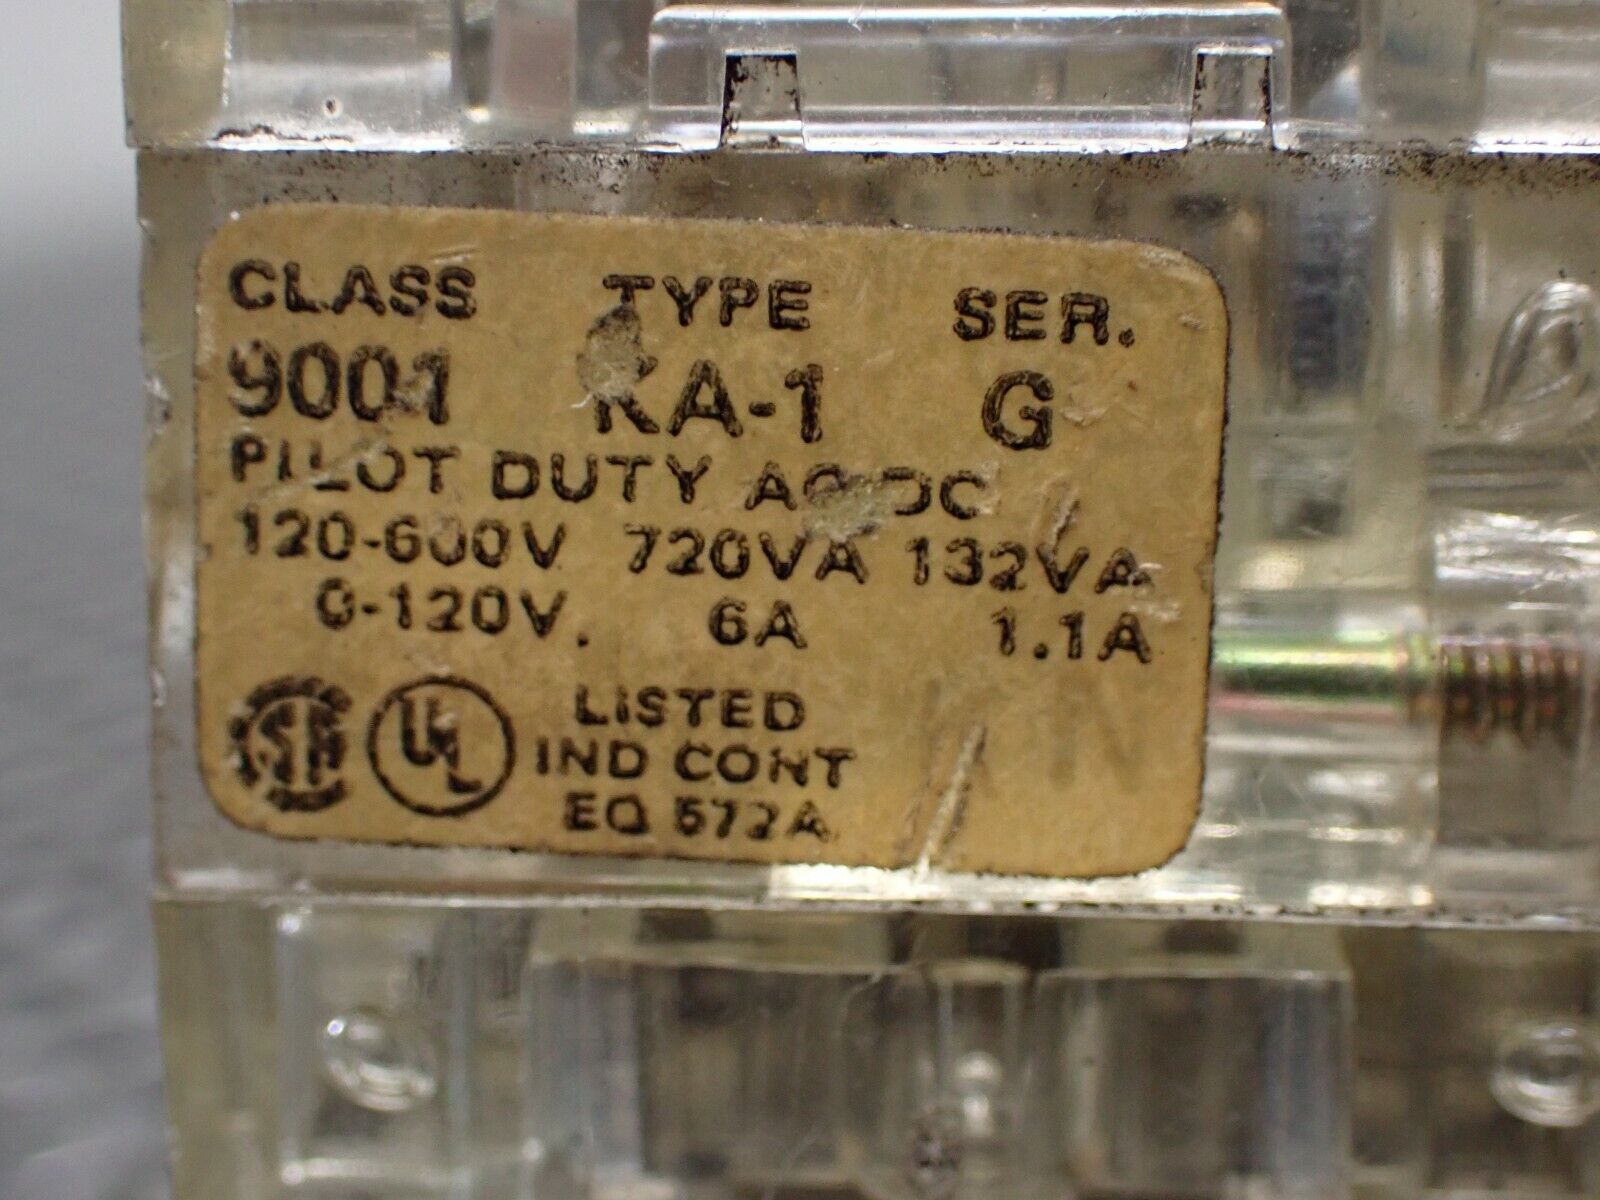 CLASS TYPE SER.
9001 KA-1 G
PILOT DUTY AC DC
120-600V 720VA 132VA
0-120V. 6A 1.1A
UL LISTED
IND CONT
EQ 572A